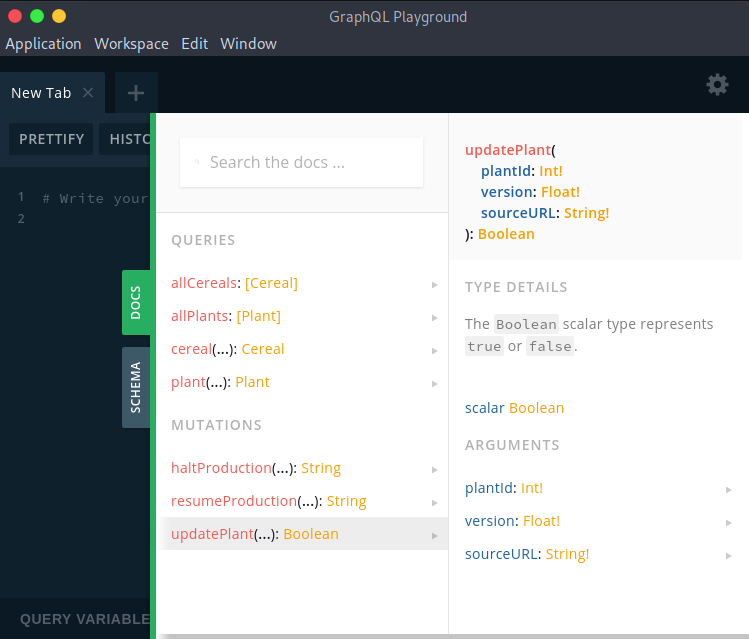 GraphQL Playground
Application Workspace Edit Window
New Tab
PRETTIFY HISTO
1 # Write your
2
DOCS
SCHEMA
QUERY VARIABLE
Search the docs ...
QUERIES
allCereals: [Cereal]
allPlants: [Plant]
cereal(...): Cereal
plant(...): Plant
MUTATIONS
haltProduction(...): String
resumeProduction(...): String
updatePlant(...): Boolean
updatePlant(
plantId: Int!
version: Float!
sourceURL: String!
): Boolean
TYPE DETAILS
The Boolean scalar type represents
true or false.
scalar Boolean
ARGUMENTS
plantId: Int!
version: Float!
sourceURL: String!